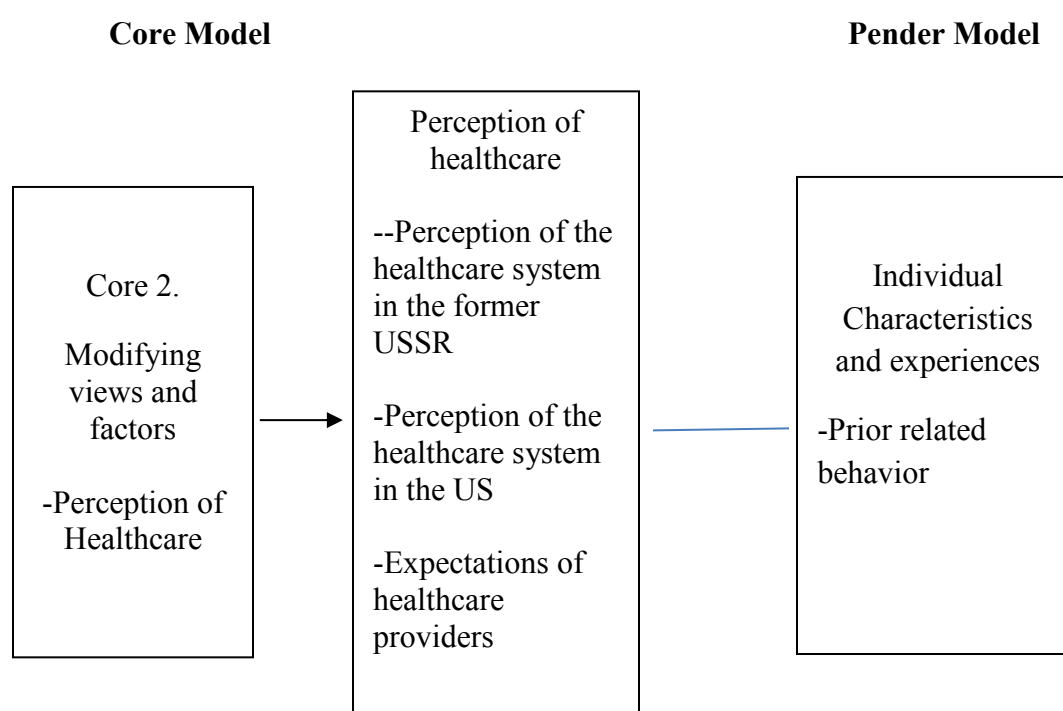 Core Model
Pender Model
Core 2.
Modifying
views and
factors
-Perception of
Healthcare
Perception of
healthcare
--Perception of the
healthcare system
in the former
USSR
-Perception of the
healthcare system
in the US
-Expectations of
healthcare
providers
Individual
Characteristics
and experiences
-Prior related
behavior